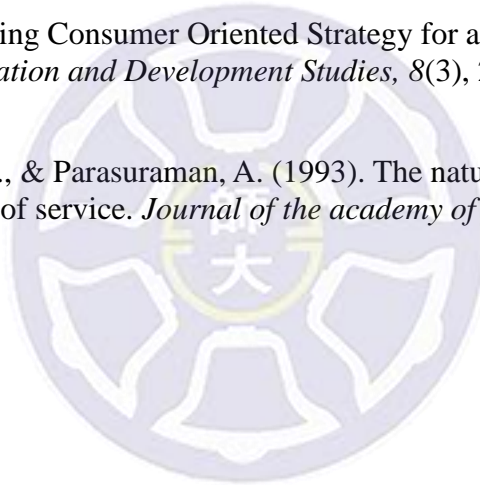 ing Consumer Oriented Strategy for a
ation and Development Studies, 8(3),
., & Parasuraman, A. (1993). The natu
of service. Journal of the academy of
師
大